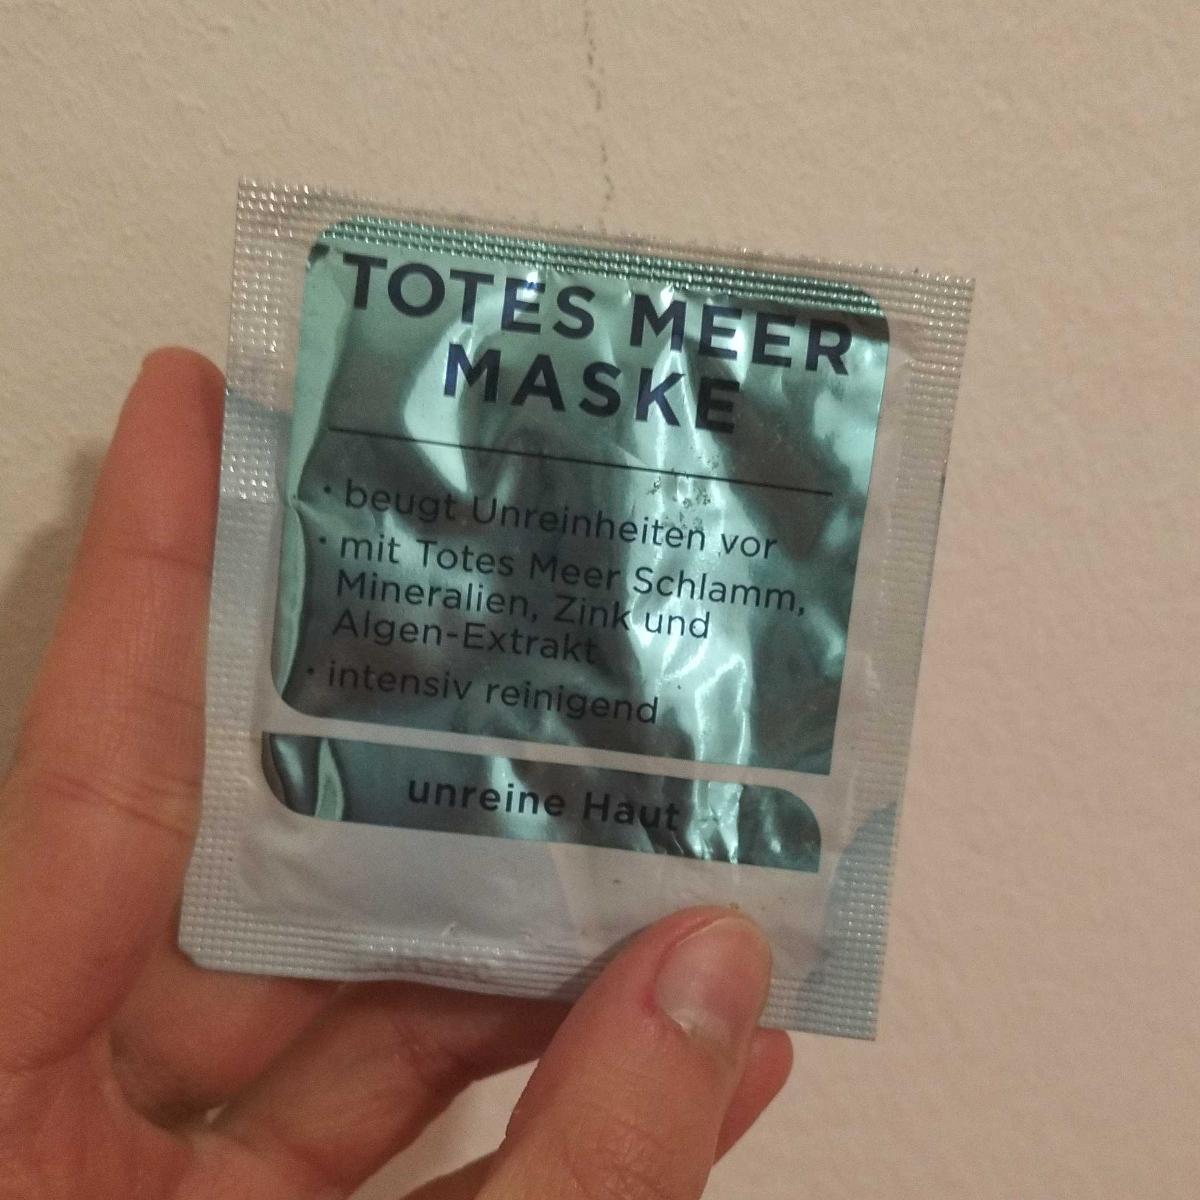 TOTES MEER
MASKE
· beugt Unreinheiten vor
· mit Totes Meer Schlamm,
Mineralien, Zink und
Algen-Extrakt
· intensiv reinigend
unreine Haut